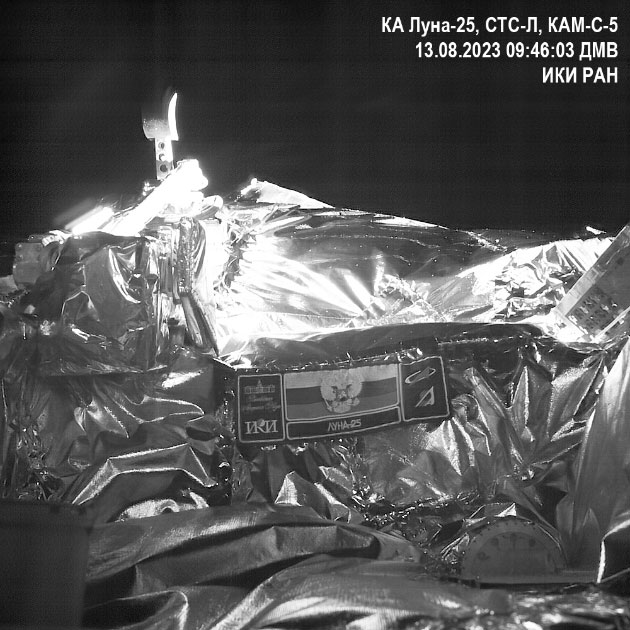 КА Луна-25, СТС-Л, КАМ-С-5
13.08.2023 09:46:03 ДМВ
ИКИ РАН
ИКИ
ЛУНА-25